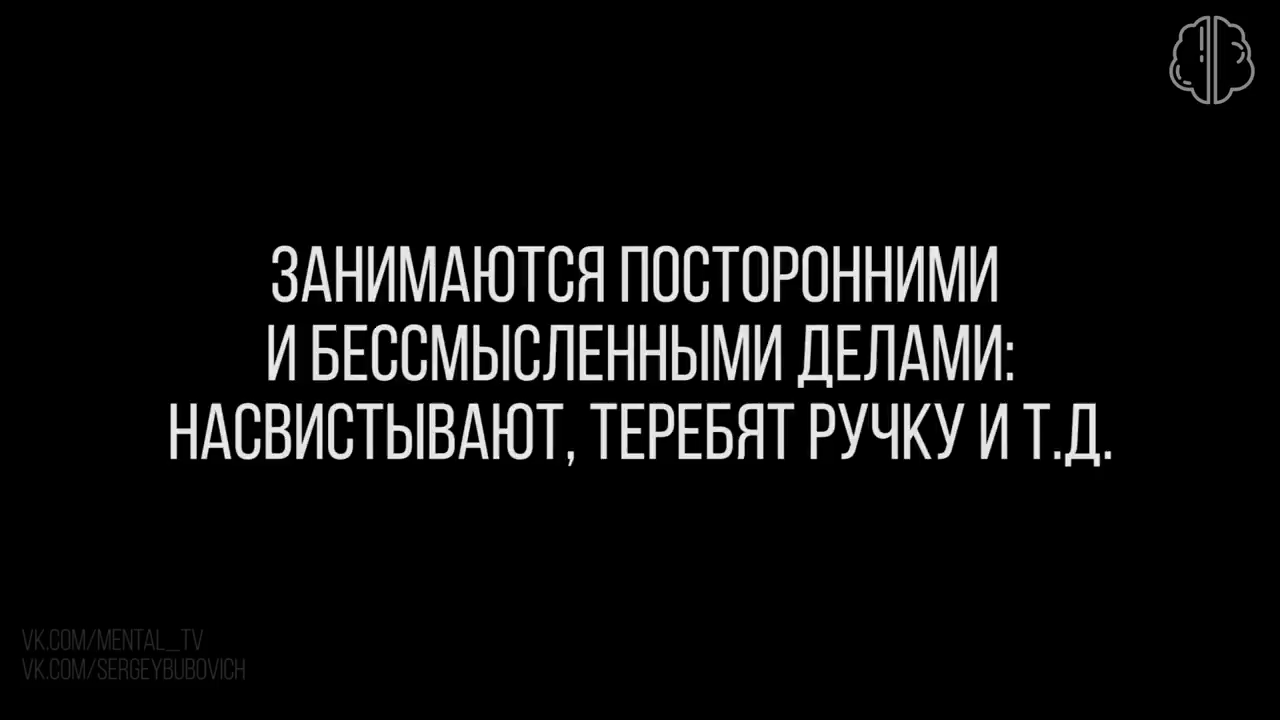 ЗАНИМАЮТСЯ ПОСТОРОННИМИ
И БЕССМЫСЛЕННЫМИ ДЕЛАМИ:
НАСВИСТЫВАЮТ, ТЕРЕБЯТ РУЧКУ И Т.Д.
VK.COM/MENTAL_TV
VK.COM/SERGEYBUBOVICH